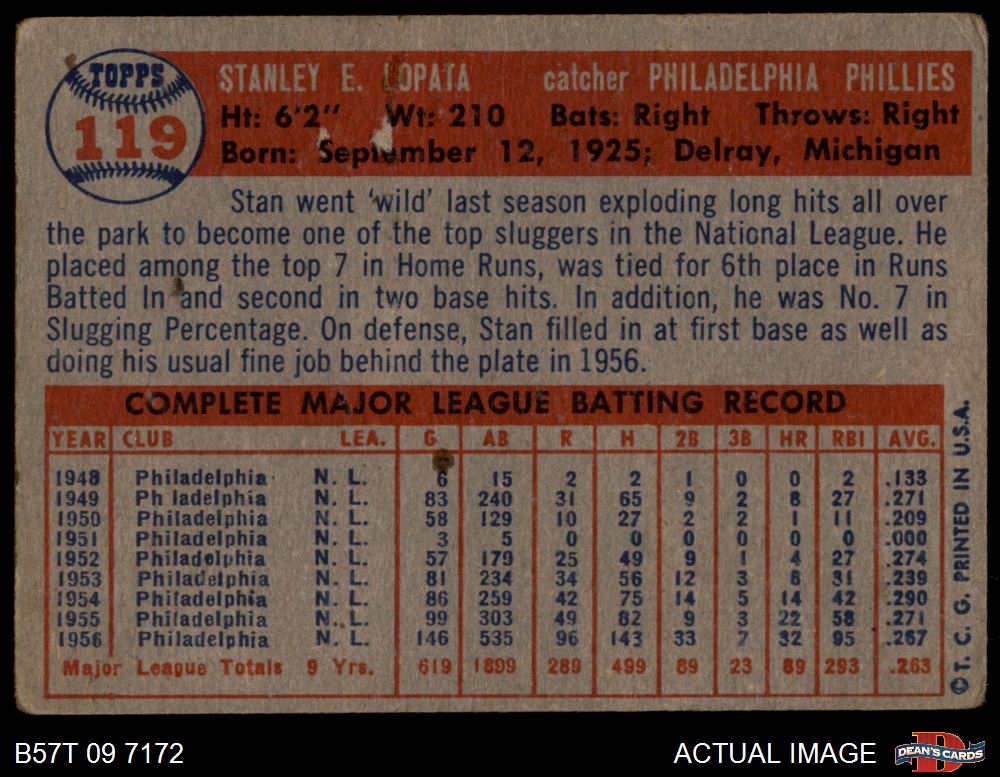 TOPPS
119
STANLEY E. LOPATA catcher PHILADELPHIA PHILLIES
Ht: 6'2" Wt: 210 Bats: Right Throws: Right
Born: September 12, 1925; Delray, Michigan
Stan went 'wild' last season exploding long hits all over
the park to become one of the top sluggers in the National League. He
placed among the top 7 in Home Runs, was tied for 6th place in Runs
Batted In and second in two base hits. In addition, he was No. 7 in
Slugging Percentage. On defense, Stan filled in at first base as well as
doing his usual fine job behind the plate in 1956.
COMPLETE MAJOR LEAGUE BATTING RECORD
YEAR CLUB LEA. G AB R H 2B 3B HR RBI AVG.
1948 Philadelphia N. L. 6 15 2 2 1 0 0 2 .133
1949 Ph ladelphia N. L. 83 240 31 65 9 2 8 27 .271
1950 Philadelphia N. L. 58 129 10 27 2 2 1 11 .209
1951 Philadelphia N. L. 3 5 0 0 0 0 0 0 .000
1952 Philadelphia N. L. 57 179 25 49 9 1 4 27 .274
1953 Philadelphia N. L. 81 234 34 56 12 3 8 31 .239
1954 Philadelphia N. L. 86 259 42 75 14 5 14 42 .290
1955 Philadelphia N. L. 99 303 49 82 9 3 22 58 .271
1956 Philadelphia N. L. 146 535 96 143 33 7 32 95 .267
Major League Totals 9 Yrs. 619 1899 289 499 89 23 89 293 .263
© T. C. G. PRINTED IN U.S.A.
B57T 09 7172
ACTUAL IMAGE
DEAN'S CARDS